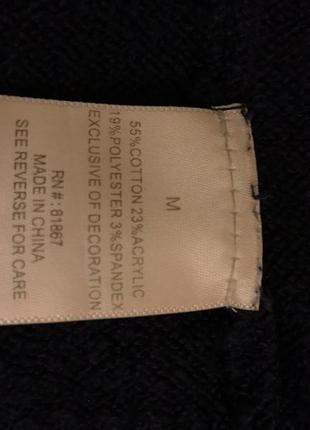 M
55%COTTON 23%ACRYLIC
19%POLYESTER 3%SPANDEX
EXCLUSIVE OF DECORATION
RN#:81867
MADE IN CHINA
SEE REVERSE FOR CARE